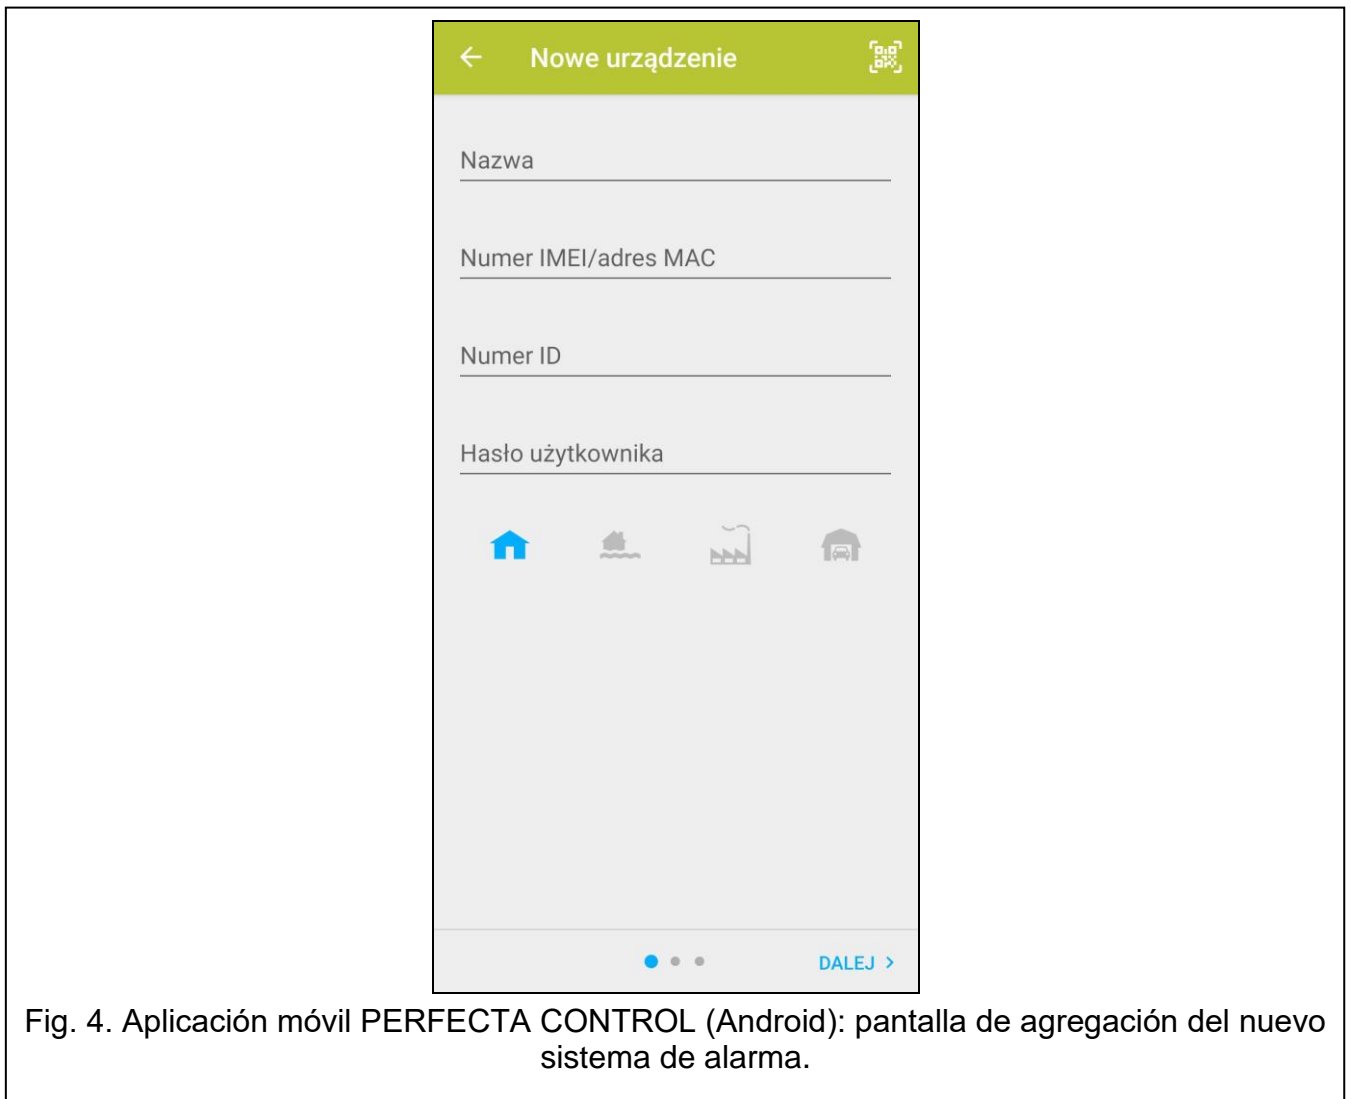 Nowe urządzenie
Nazwa
Numer IMEI/adres MAC
Numer ID
Hasło użytkownika
DALEJ >
Fig. 4. Aplicación móvil PERFECTA CONTROL (Android): pantalla de agregación del nuevo
sistema de alarma.